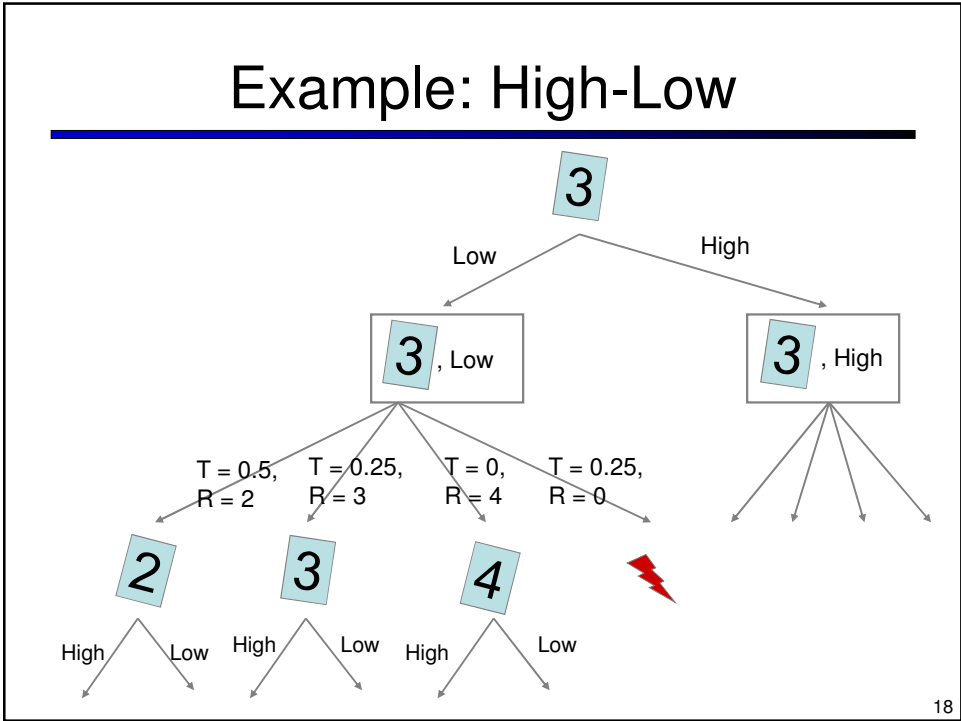 Example: High-Low
3
Low
High
3 , Low
3 , High
T = 0.5,
R = 2
T = 0.25,
R = 3
T = 0,
R = 4
T = 0.25,
R = 0
2
3
4
High
Low
High
Low
High
Low
18